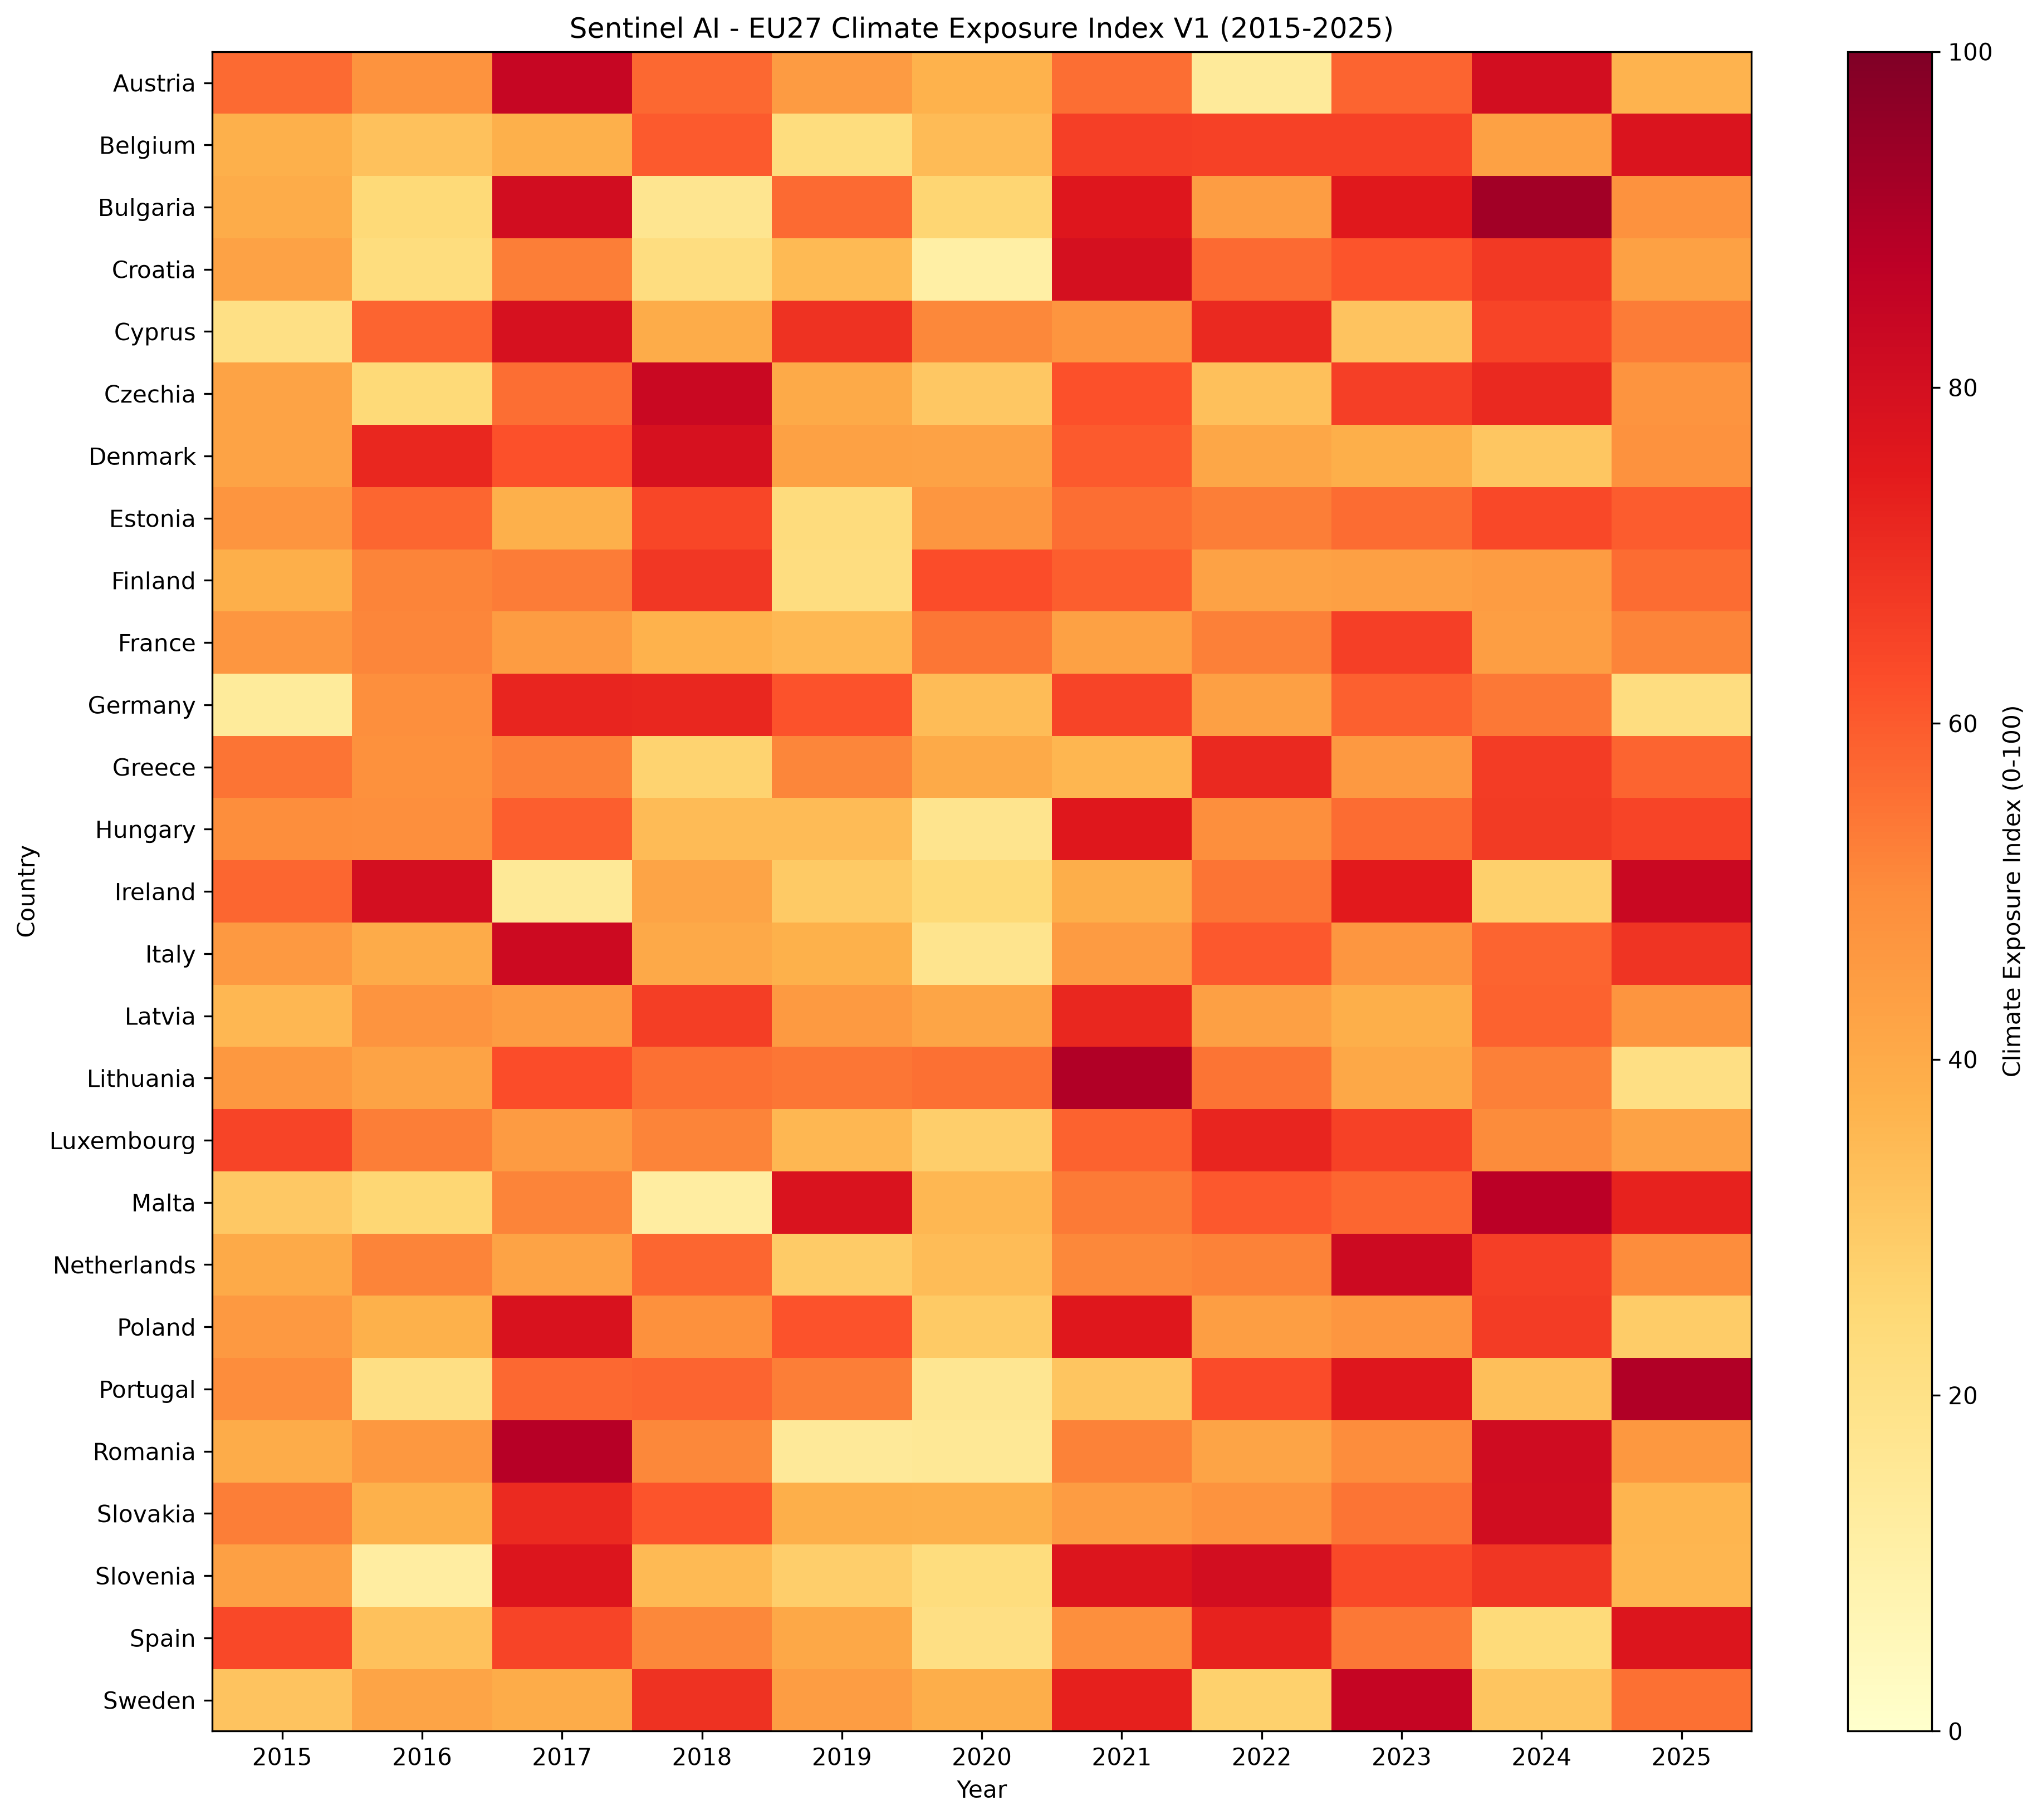 Sentinel AI - EU27 Climate Exposure Index V1 (2015-2025)
Country
Austria
Belgium
Bulgaria
Croatia
Cyprus
Czechia
Denmark
Estonia
Finland
France
Germany
Greece
Hungary
Ireland
Italy
Latvia
Lithuania
Luxembourg
Malta
Netherlands
Poland
Portugal
Romania
Slovakia
Slovenia
Spain
Sweden
2015 2016 2017 2018 2019 2020 2021 2022 2023 2024 2025
Year
100
80
60
40
20
0
Climate Exposure Index (0-100)